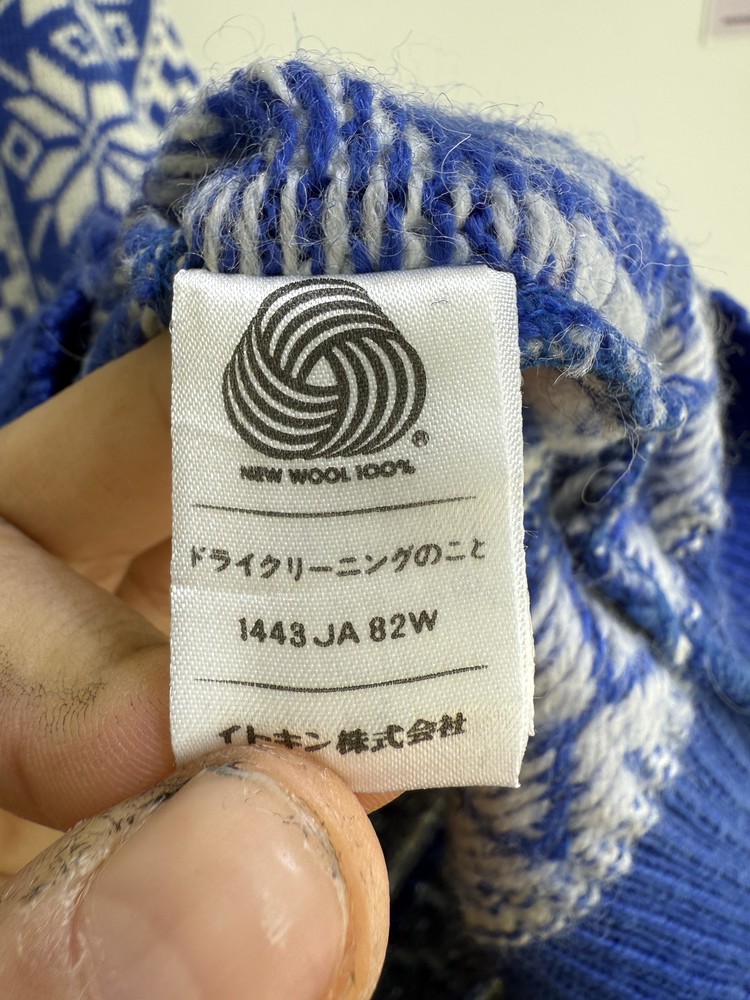 ®
NEW WOOL 100%
ドライクリーニングのこと
1443 JA 82W
イトキン株式会社